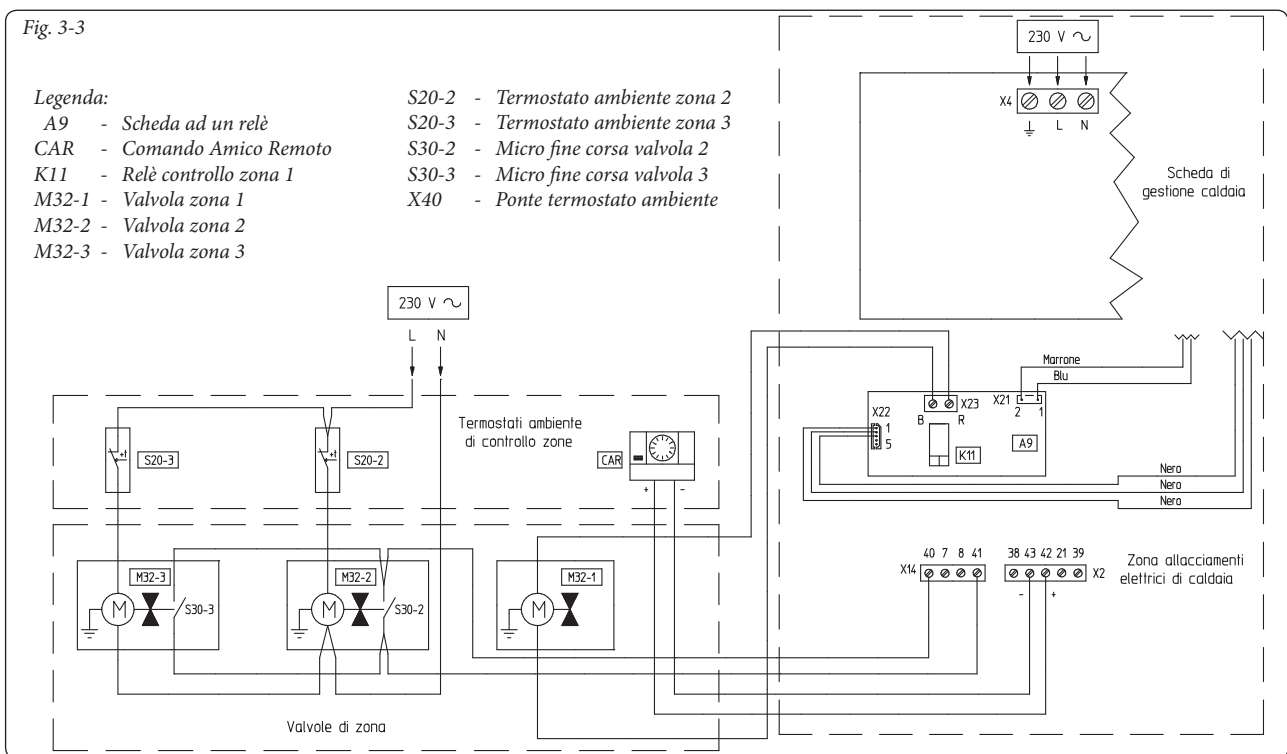 Fig. 3-3
Legenda:
A9 - Scheda ad un relè
CAR - Comando Amico Remoto
K11 - Relè controllo zona 1
M32-1 - Valvola zona 1
M32-2 - Valvola zona 2
M32-3 - Valvola zona 3
S20-2 - Termostato ambiente zona 2
S20-3 - Termostato ambiente zona 3
S30-2 - Micro fine corsa valvola 2
S30-3 - Micro fine corsa valvola 3
X40 - Ponte termostato ambiente
230 V ~
X4
L N
Scheda di
gestione caldaia
230 V ~
L N
Marrone
Blu
X22
1
5
B
X23
R
X21
2 1
K11
A9
Nero
Nero
Nero
Termostati ambiente
di controllo zone
+t
S20-3
+t
S20-2
CAR
+ -
M32-3
M
S30-3
M32-2
M
S30-2
M32-1
M
Valvole di zona
X14
40 7 8 41
38 43 42 21 39
X2
- +
Zona allacciamenti
elettrici di caldaia